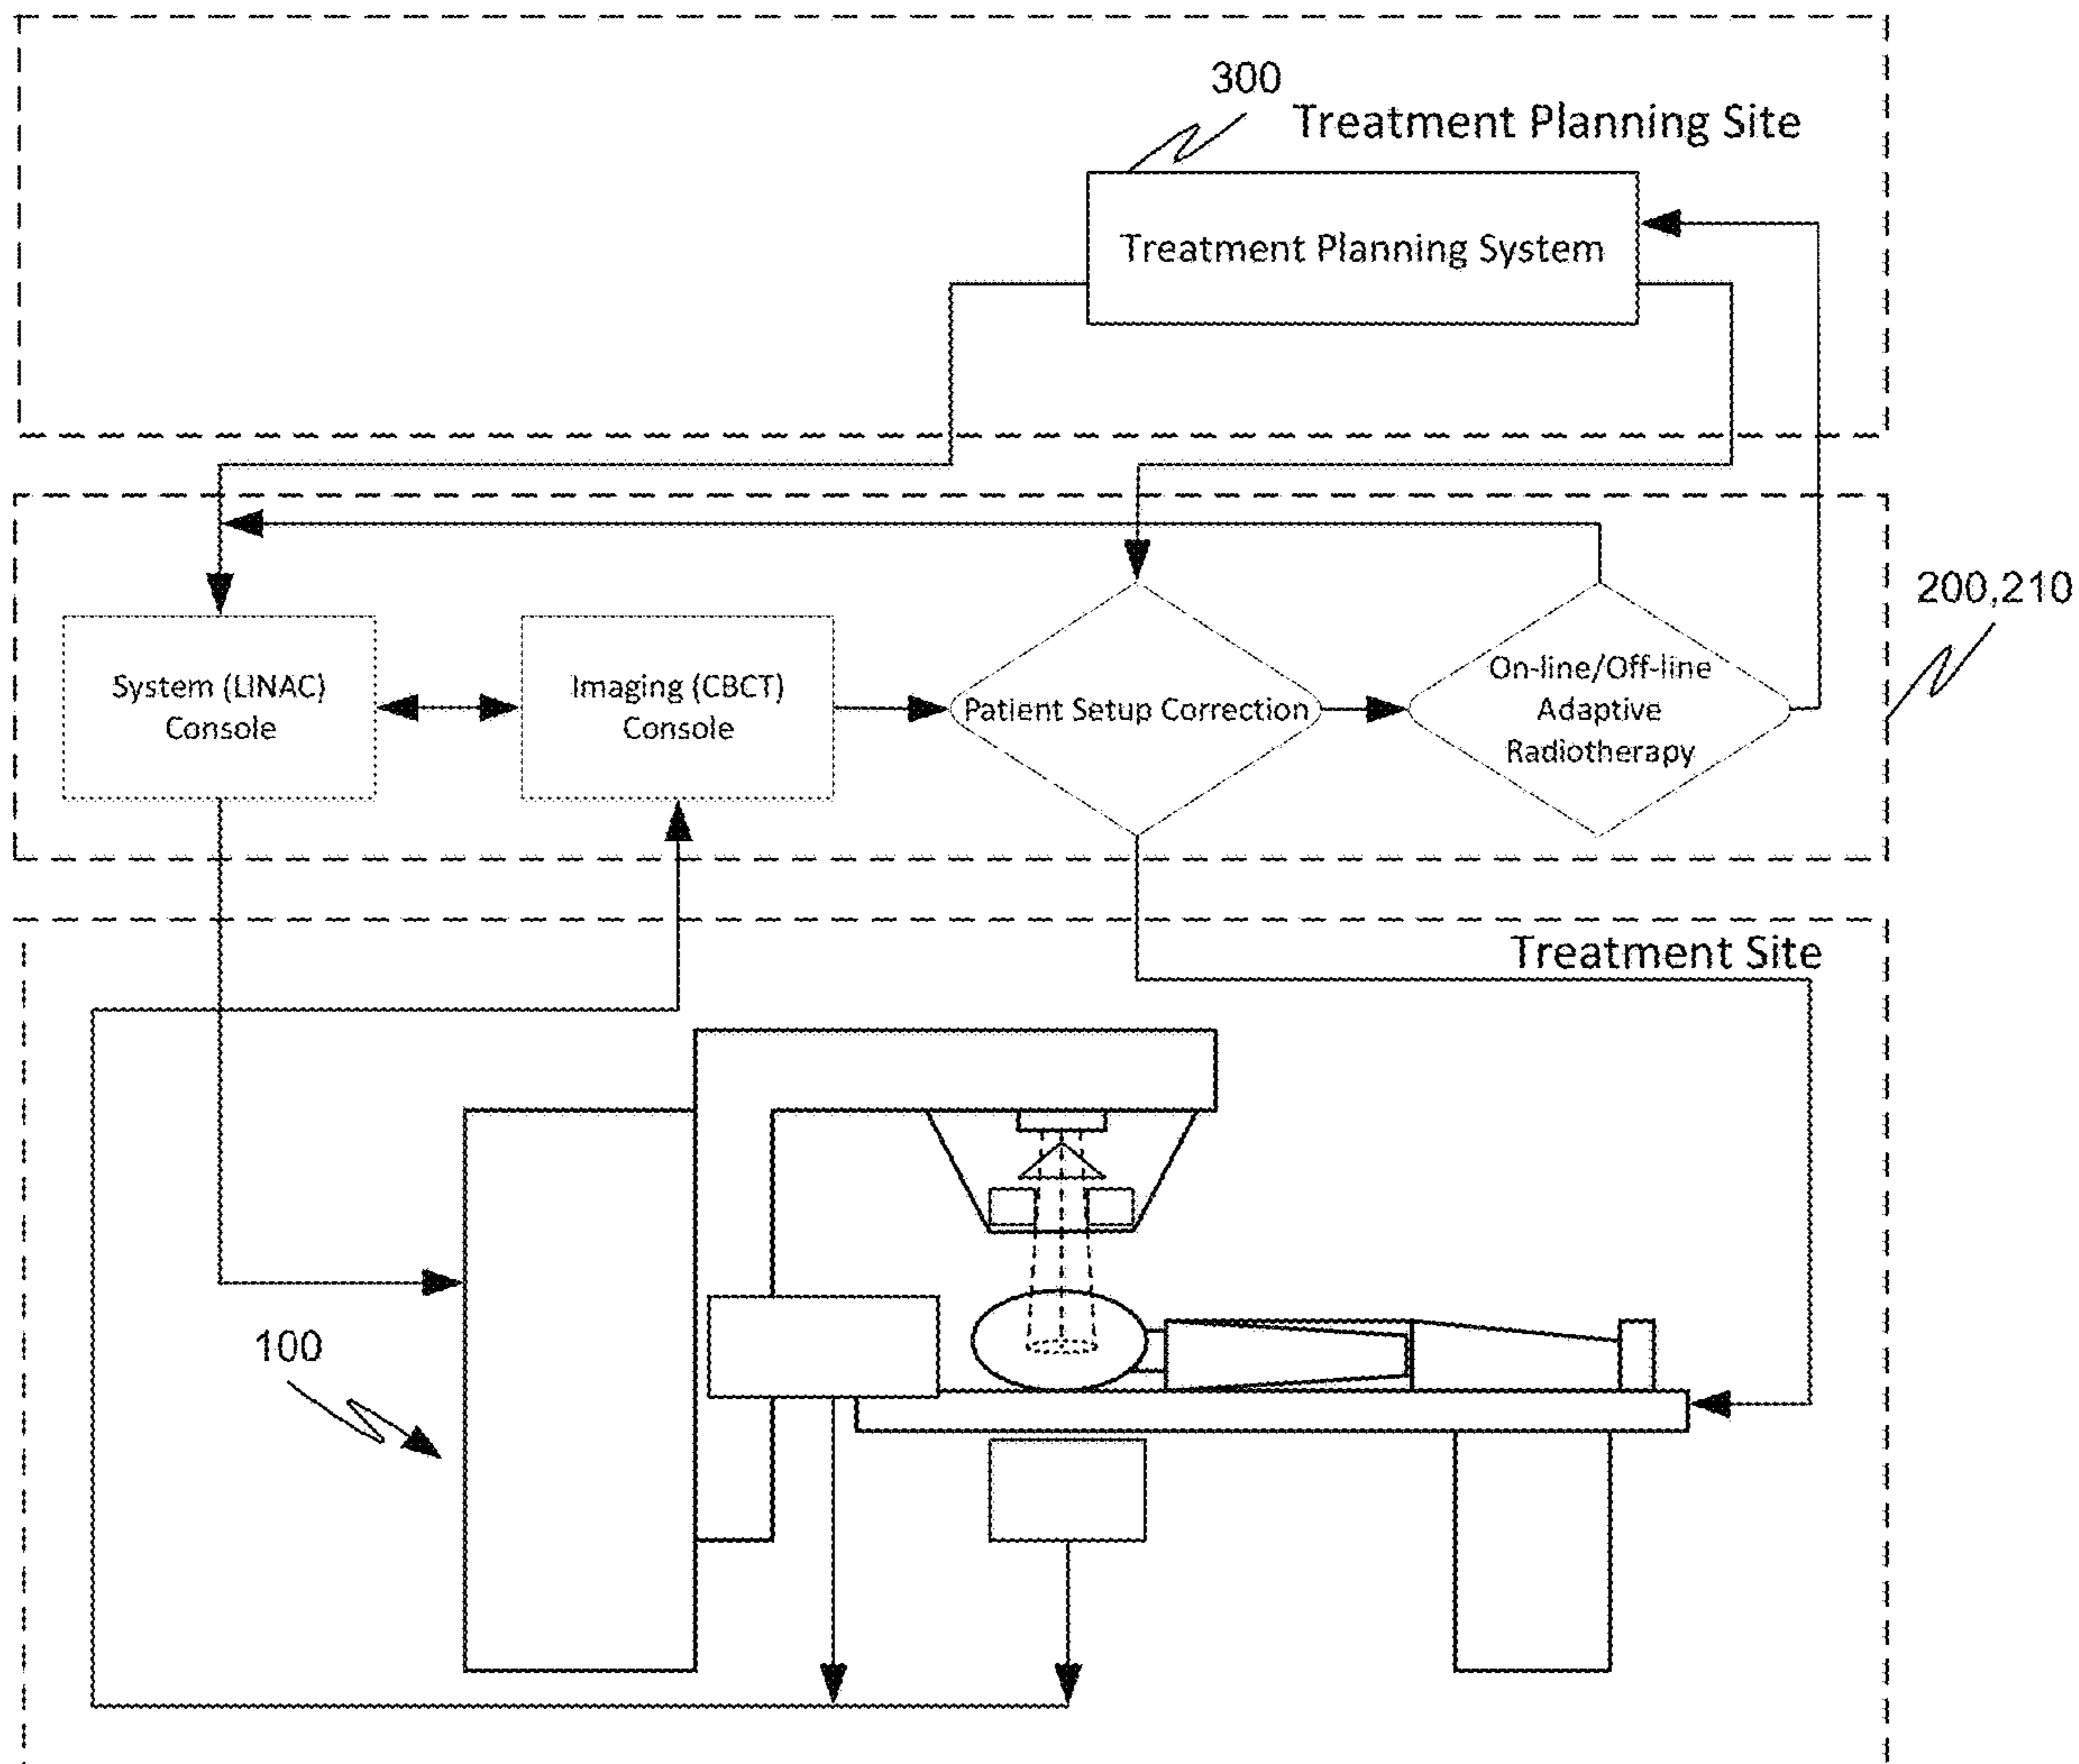 300
Treatment Planning Site
Treatment Planning System
200,210
System (LINAC)
Console
Imaging (CBCT)
Console
Patient Setup Correction
On-line/Off-line
Adaptive
Radiotherapy
Treatment Site
100